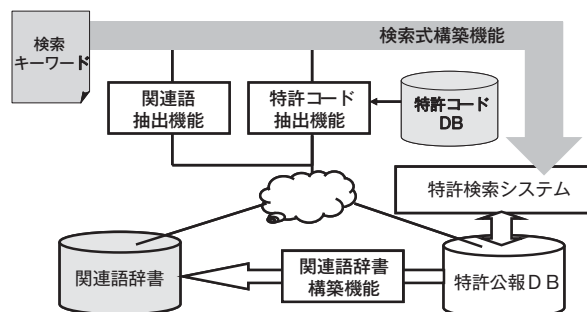 検索
キーワード
検索式構築機能
関連語
抽出機能
特許コード
抽出機能
特許コード
DB
特許検索システム
関連語辞書
関連語辞書
構築機能
特許公報DB